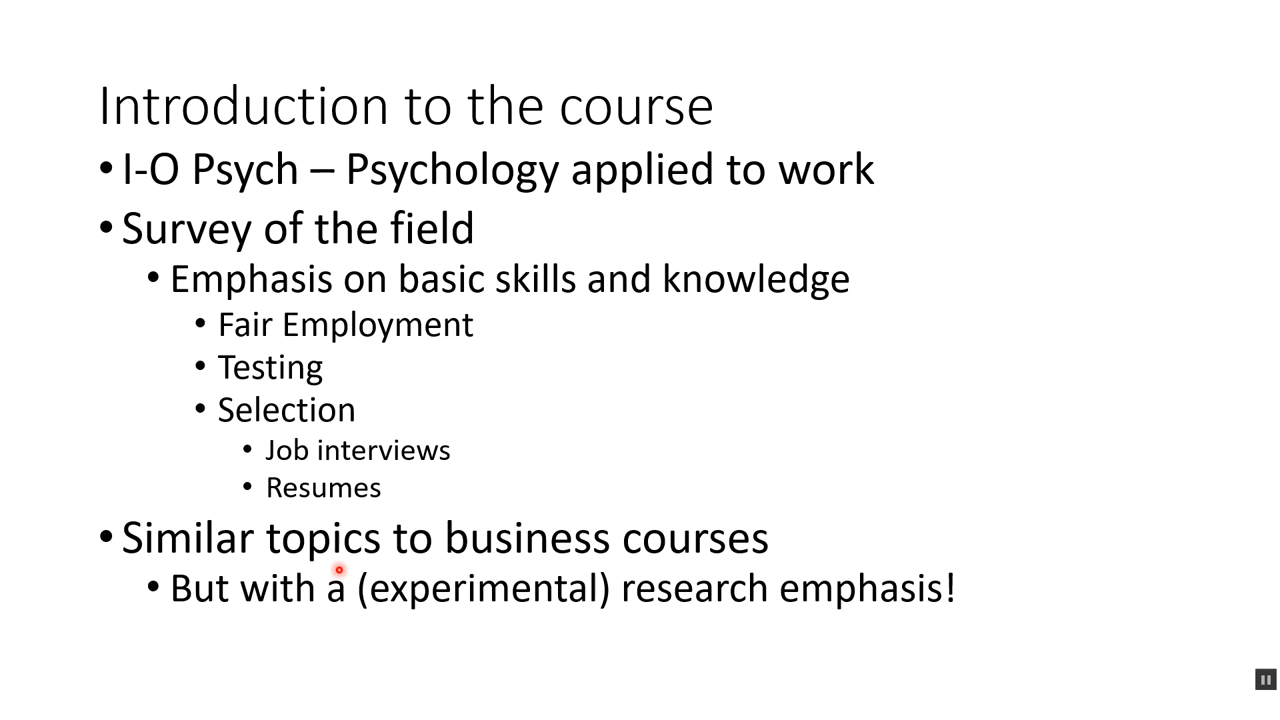 Introduction to the course
•I-O Psych – Psychology applied to work
•Survey of the field
•Emphasis on basic skills and knowledge
•Fair Employment
•Testing
•Selection
•Job interviews
•Resumes
•Similar topics to business courses
•But with a (experimental) research emphasis!